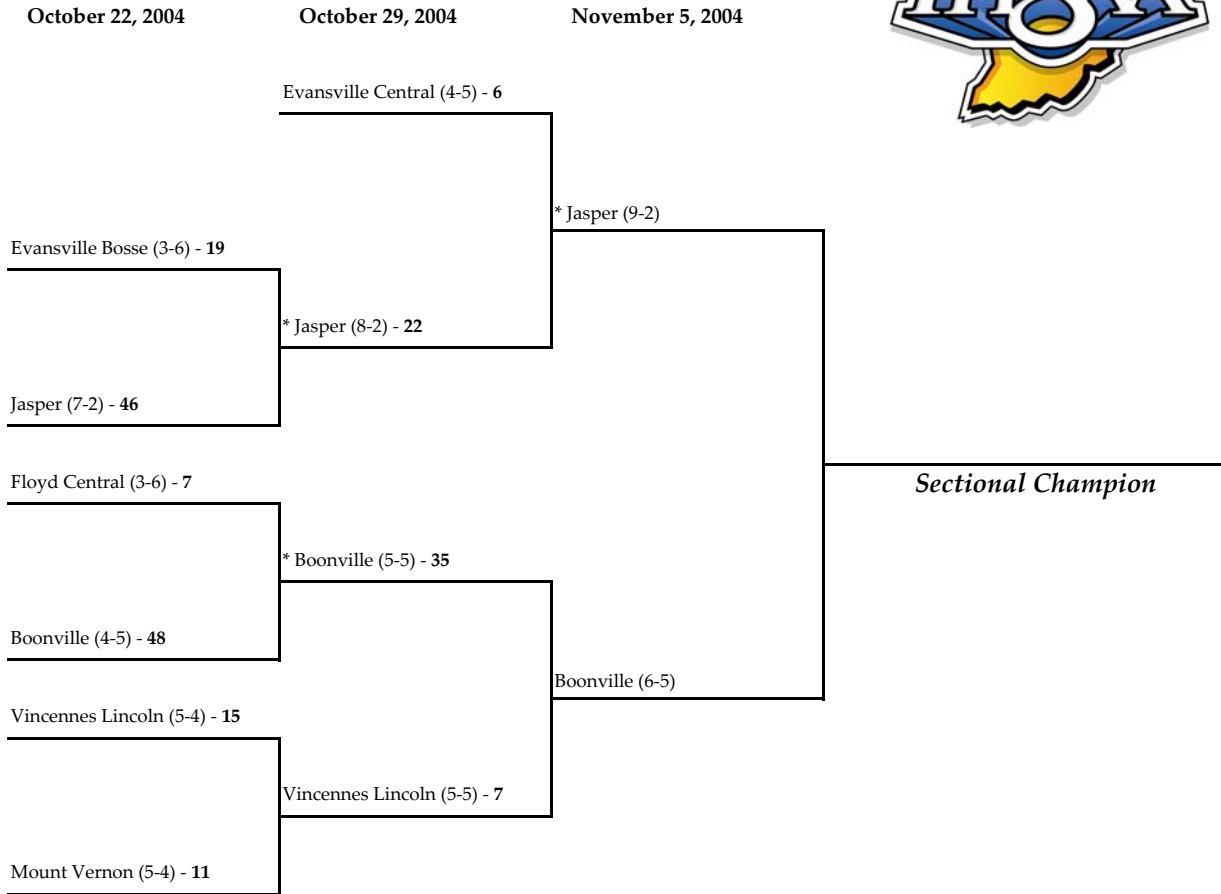 October 22, 2004 October 29, 2004 November 5, 2004
Evansville Central (4-5) - 6
* Jasper (9-2)
Evansville Bosse (3-6) - 19
* Jasper (8-2) - 22
Jasper (7-2) - 46
Floyd Central (3-6) - 7
Sectional Champion
* Boonville (5-5) - 35
Boonville (4-5) - 48
Boonville (6-5)
Vincennes Lincoln (5-4) - 15
Vincennes Lincoln (5-5) - 7
Mount Vernon (5-4) - 11